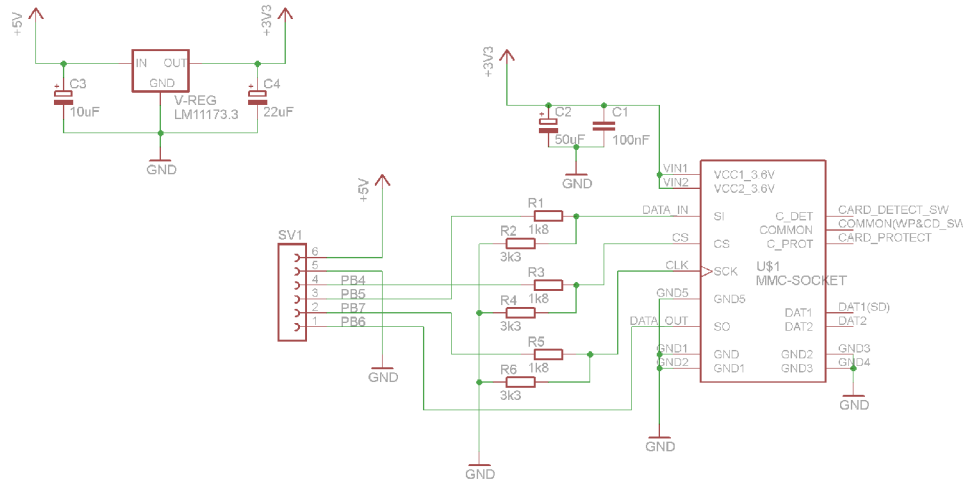 +5V
+3V3
IN OUT
GND
C3
10uF
V-REG
LM11173.3
C4
22uF
GND
+3V3
C2
50uF
C1
100nF
GND
+5V
SV1
6
5
4
3
2
1
PB4
PB5
PB7
PB6
GND
R1
1k8
R2
3k3
R3
1k8
R4
3k3
R5
1k8
R6
3k3
GND
VIN1
VIN2
DATA_IN
CS
CLK
GND5
DATA_OUT
GND1
GND2
VCC1_3.6V
VCC2_3.6V
SI
CS
SCK
GND5
SO
GND
GND1
C_DET
COMMON
C_PROT
U$1
MMC-SOCKET
DAT1
DAT2
GND2
GND3
CARD_DETECT_SW
COMMON(WP&CD_SW
CARD_PROTECT
DAT1(SD)
DAT2
GND3
GND4
GND
GND